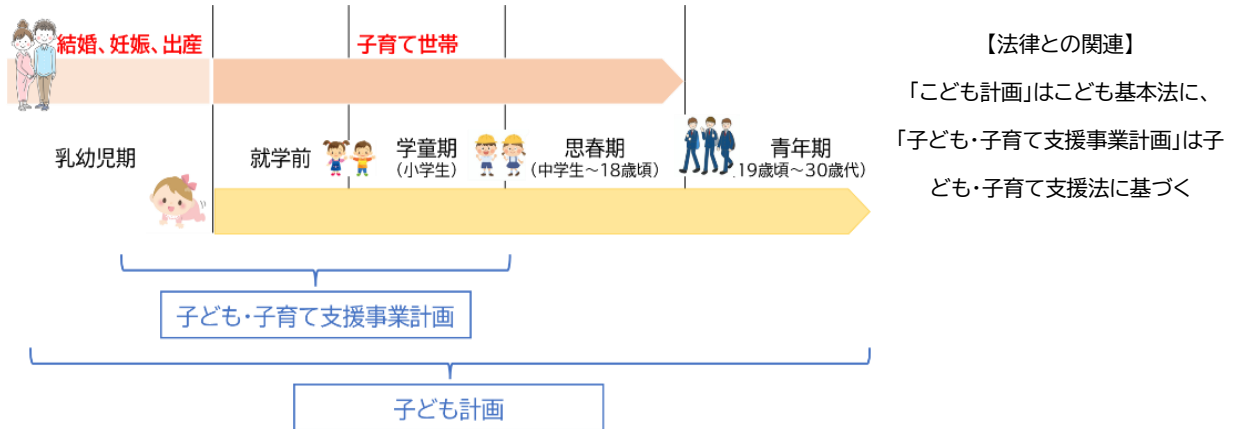 結婚、妊娠、出産
子育て世帯
【法律との関連】
「こども計画」はこども基本法に、
「子ども・子育て支援事業計画」は子
ども・子育て支援法に基づく
乳幼児期
就学前
学童期
(小学生)
思春期
(中学生~18歳頃)
青年期
19歳頃~30歳代)
子ども・子育て支援事業計画
子ども計画